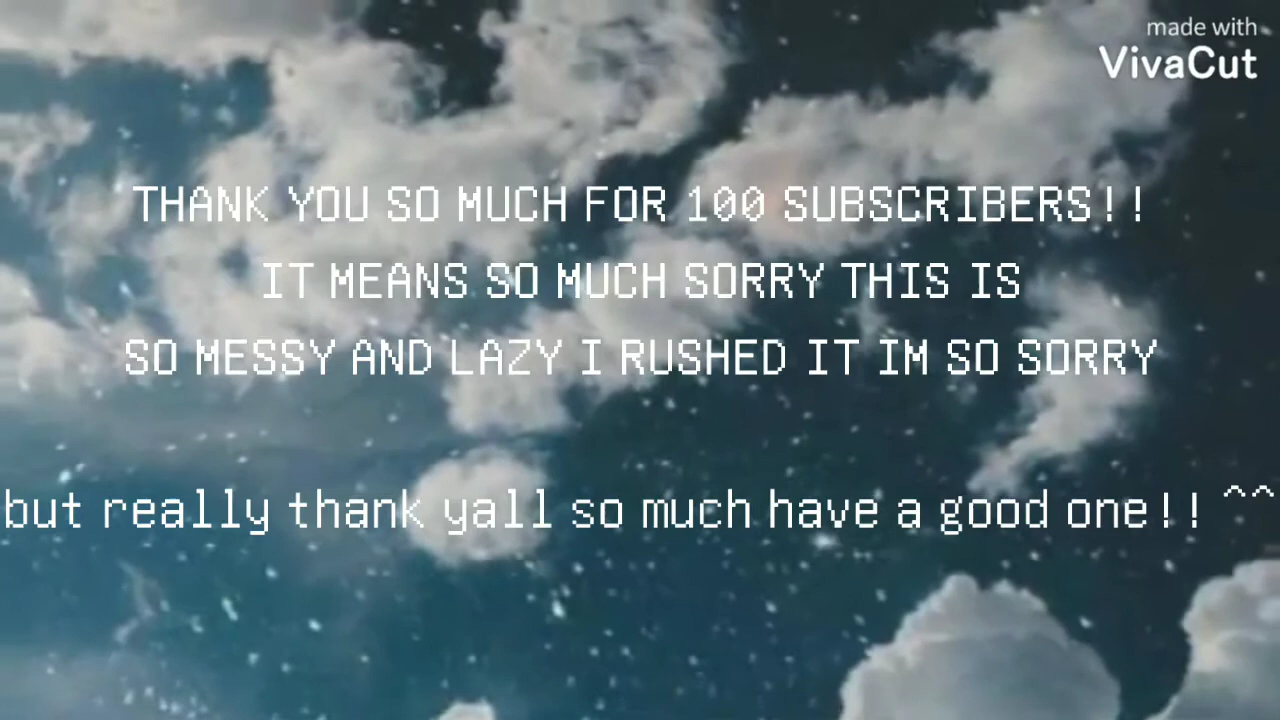 made with
VivaCut
THANK YOU SO MUCH FOR 100 SUBSCRIBERS!!
IT MEANS SO MUCH SORRY THIS IS
SO MESSY AND LAZY I RUSHED IT IM SO SORRY
but really thank yall so much have a good one!! ^^